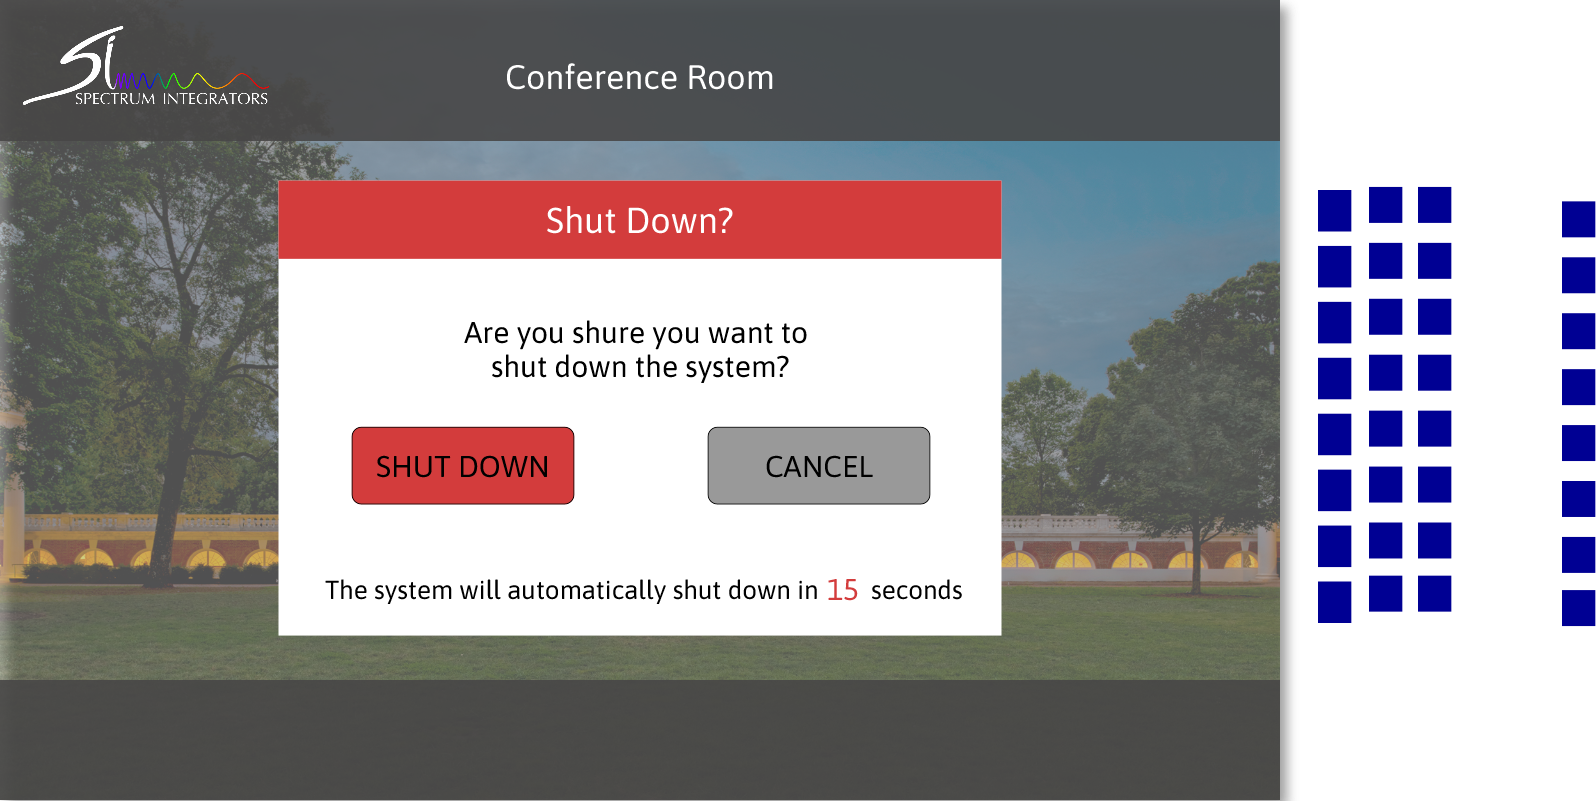 Si
SPECTRUM INTEGRATORS
Conference Room
Shut Down?
Are you shure you want to
shut down the system?
SHUT DOWN
CANCEL
The system will automatically shut down in 15 seconds